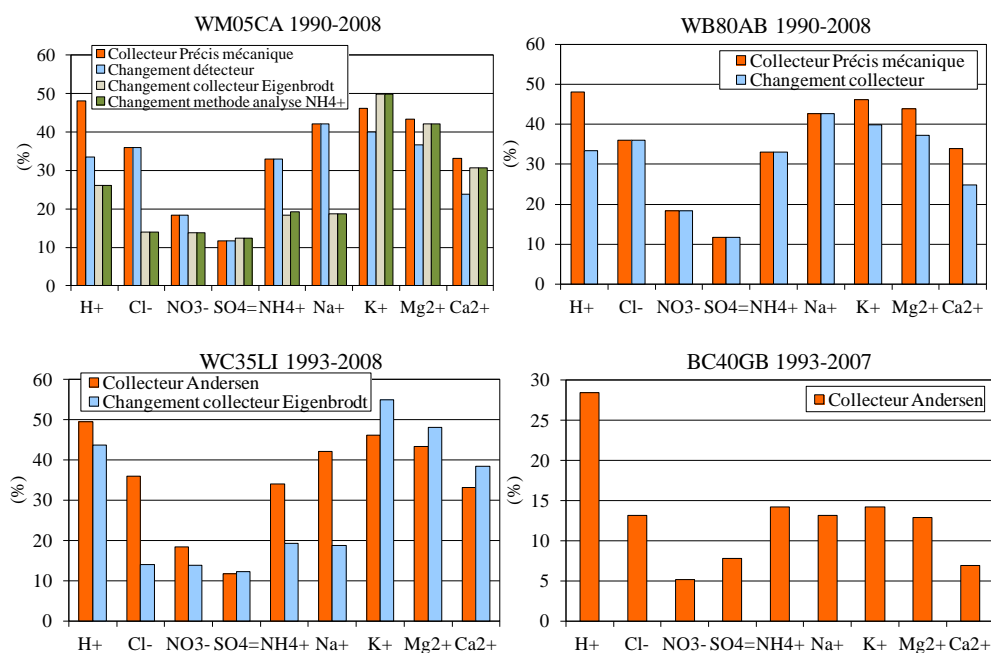 WM05CA 1990-2008
60
50
40
30
20
10
0
(%)
Collecteur Précis mécanique
Changement détecteur
Changement collecteur Eigenbrodt
Changement methode analyse NH4+
H+ Cl- NO3- SO4= NH4+ Na+ K+ Mg2+ Ca2+
WB80AB 1990-2008
60
50
40
30
20
10
0
(%)
Collecteur Précis mécanique
Changement collecteur
H+ Cl- NO3- SO4= NH4+ Na+ K+ Mg2+ Ca2+
WC35LI 1993-2008
60
50
40
30
20
10
0
(%)
Collecteur Andersen
Changement collecteur Eigenbrodt
H+ Cl- NO3- SO4= NH4+ Na+ K+ Mg2+ Ca2+
BC40GB 1993-2007
30
25
20
15
10
5
0
(%)
Collecteur Andersen
H+ Cl- NO3- SO4= NH4+ Na+ K+ Mg2+ Ca2+